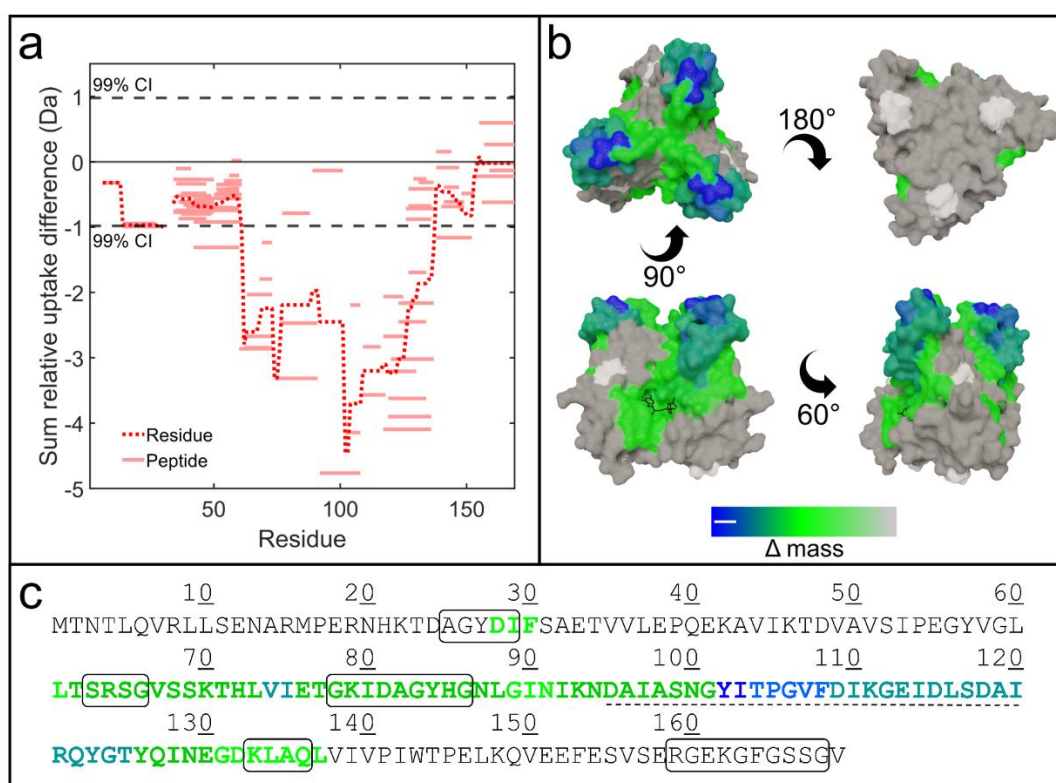 a
Sum relative uptake difference (Da)
1
0
-1
-2
-3
-4
-5
99% CI
99% CI
Residue
Peptide
50
100
150
Residue
b
180°
90°
60°
Δ mass
c
10 20 30 40 50 60
MTNTLQVRLLSENARMPERNHKTDAGYDIFSAETVVLEPQEKAVIKTDVAVSIPEGYVGL
70 80 90 100 110 120
LTSRSGVSSKTHLVIETGKIDAGYHGNLGINIKNDAIASNGYITPGVFDIKGEIDLSDAI
130 140 150 160
RQYGTYQINEGDKLAQLVIVPIWTPELKQVEEFESVSERGEKGFGSSGV